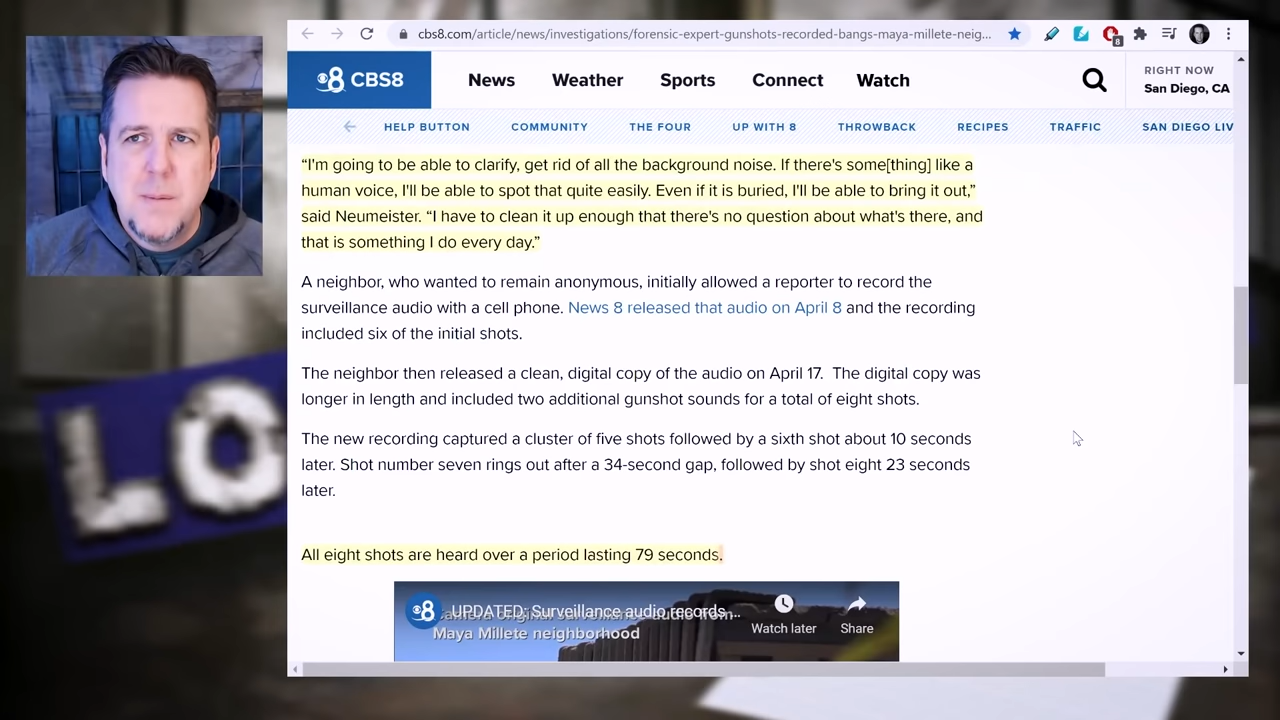 cbs8.com/article/news/investigations/forensic-expert-gunshots-recorded-bangs-maya-millete-neig...
8
8 CBS8
News Weather Sports Connect Watch
RIGHT NOW
San Diego, CA
HELP BUTTON COMMUNITY THE FOUR UP WITH 8 THROWBACK RECIPES TRAFFIC SAN DIEGO LIV
“I'm going to be able to clarify, get rid of all the background noise. If there's some[thing] like a
human voice, I'll be able to spot that quite easily. Even if it is buried, I'll be able to bring it out,”
said Neumeister. “I have to clean it up enough that there's no question about what's there, and
that is something I do every day.”
A neighbor, who wanted to remain anonymous, initially allowed a reporter to record the
surveillance audio with a cell phone. News 8 released that audio on April 8 and the recording
included six of the initial shots.
The neighbor then released a clean, digital copy of the audio on April 17.  The digital copy was
longer in length and included two additional gunshot sounds for a total of eight shots.
The new recording captured a cluster of five shots followed by a sixth shot about 10 seconds
later. Shot number seven rings out after a 34-second gap, followed by shot eight 23 seconds
later.
All eight shots are heard over a period lasting 79 seconds.
8 UPDATED: Surveillance audio records...
Camera original surveillance audio from
Maya Millete neighborhood
Watch later
Share
LO